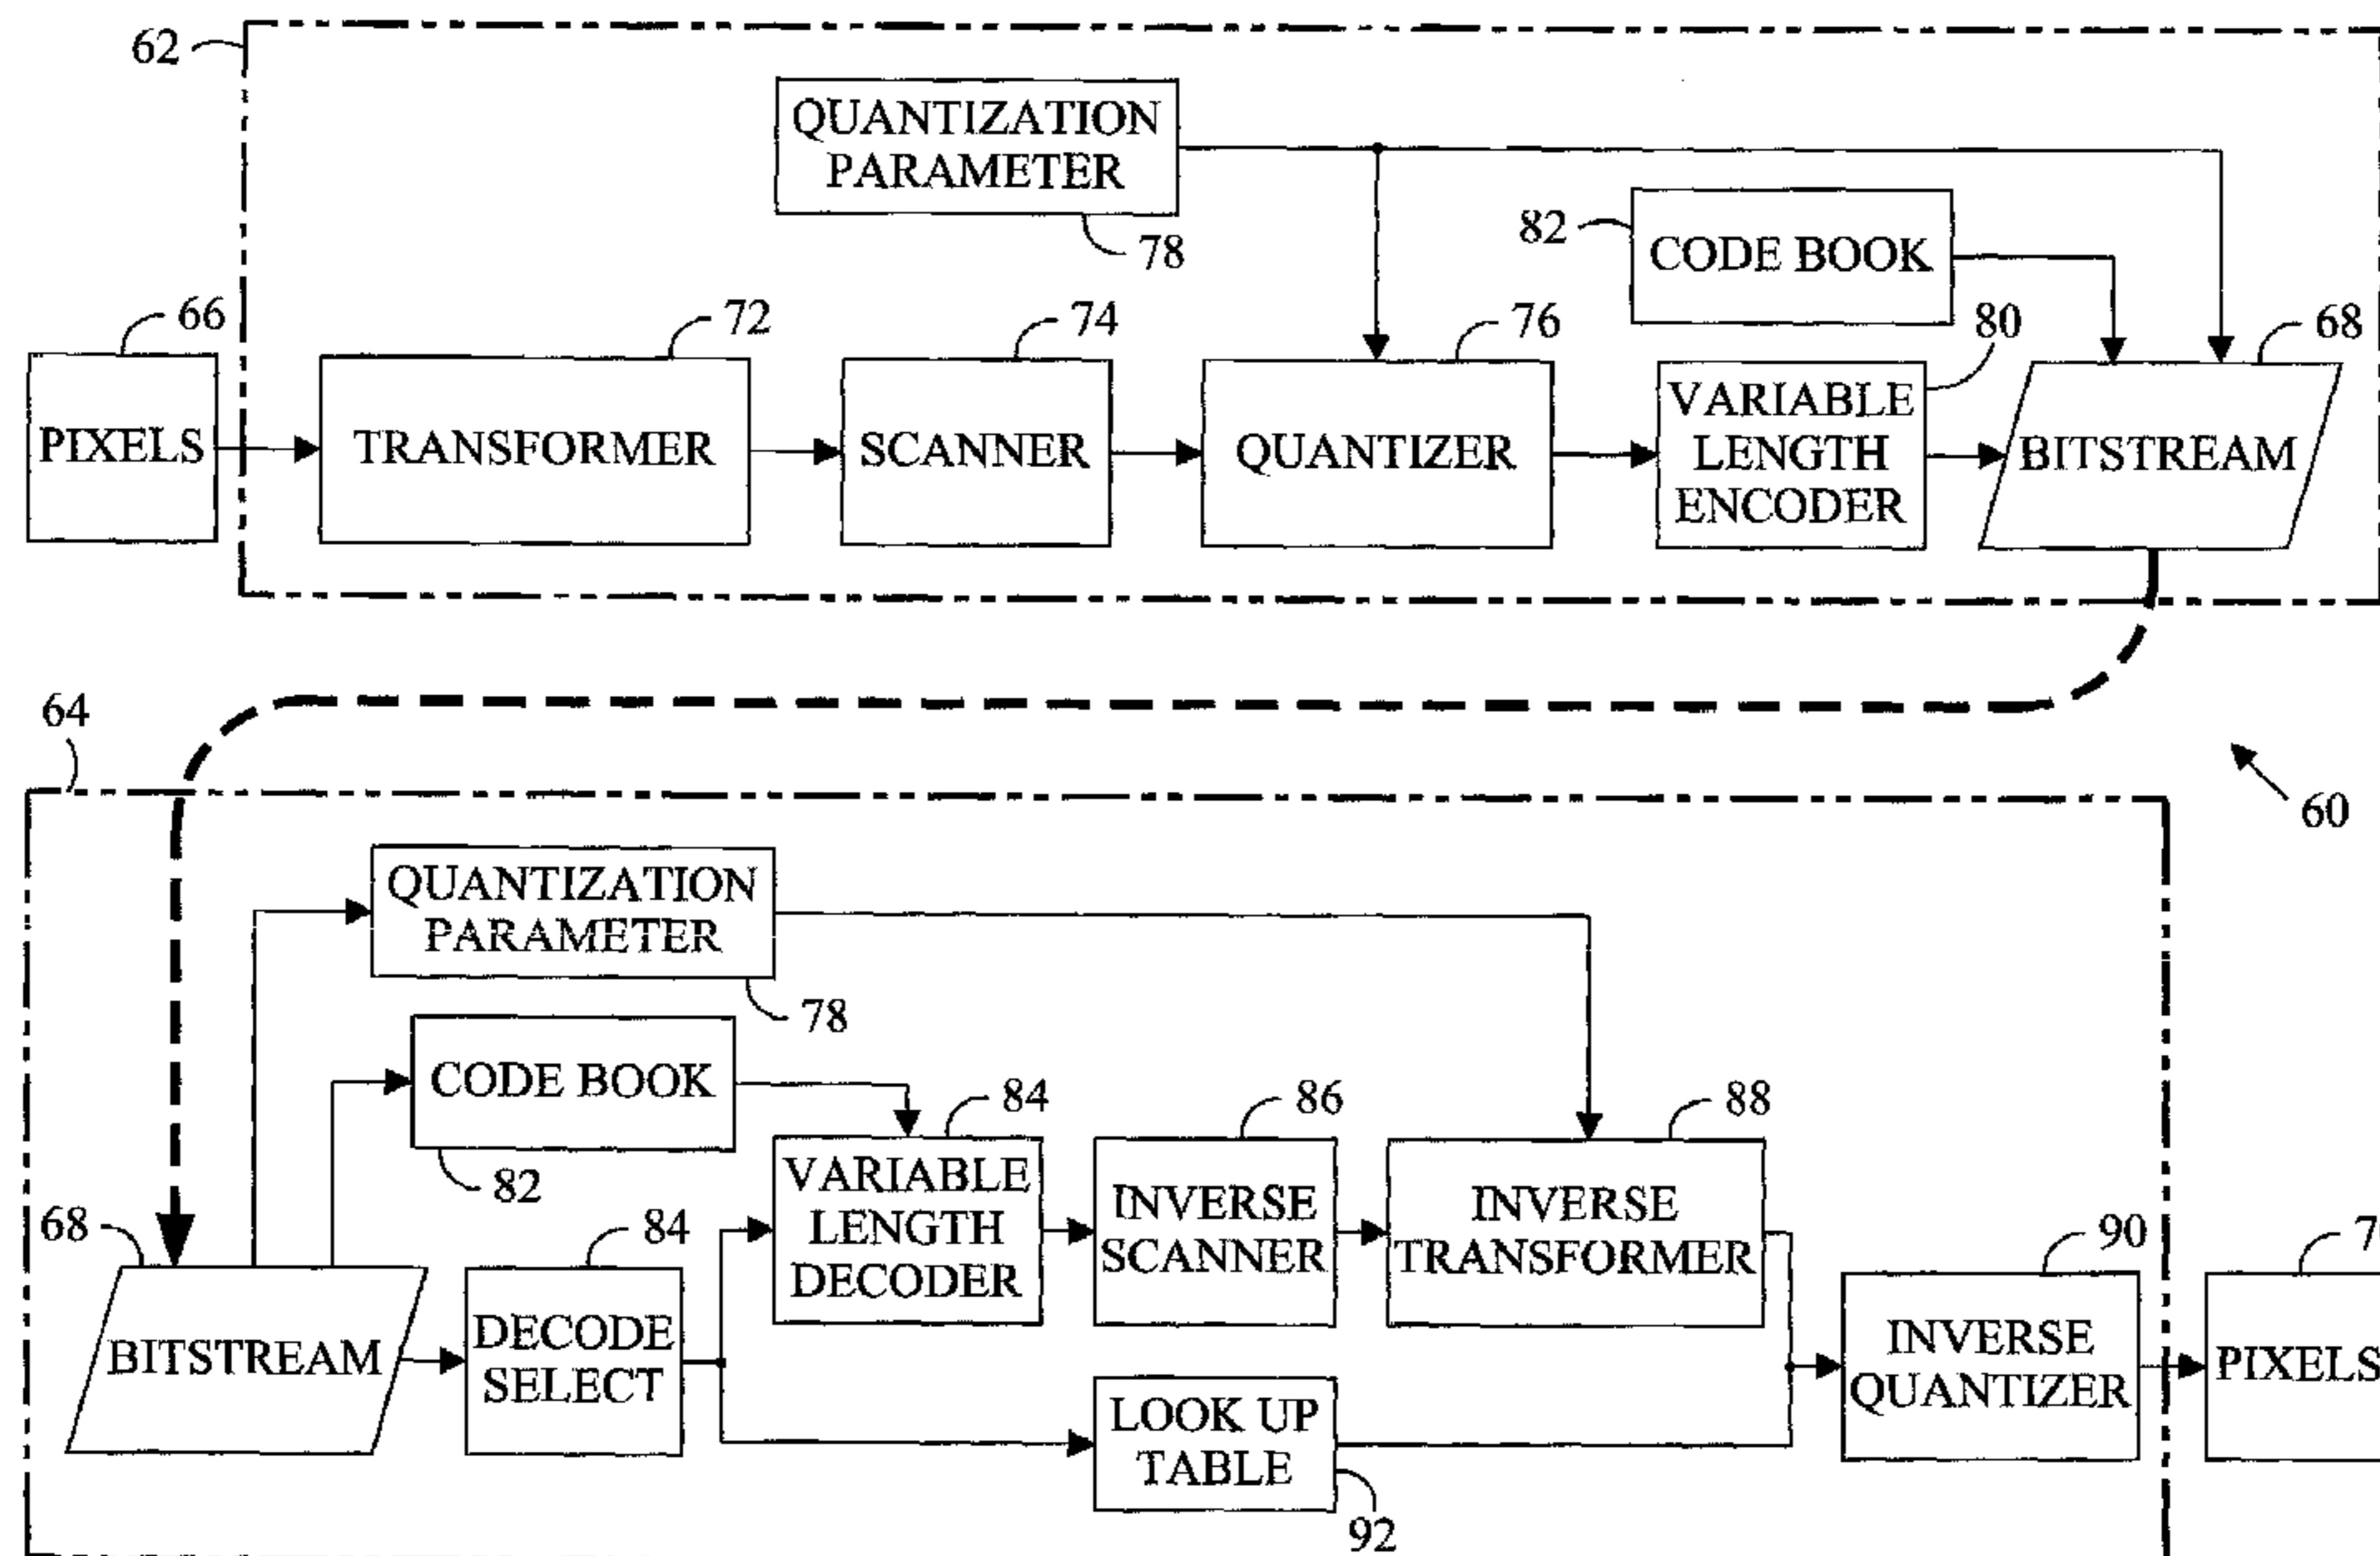 62
QUANTIZATION
PARAMETER
78
82
CODE BOOK
66
72
74
76
80
68
PIXELS
TRANSFORMER
SCANNER
QUANTIZER
VARIABLE
LENGTH
ENCODER
BITSTREAM
64
60
QUANTIZATION
PARAMETER
78
CODE BOOK
82
84
86
88
VARIABLE
LENGTH
DECODER
INVERSE
SCANNER
INVERSE
TRANSFORMER
68
84
90
7
BITSTREAM
DECODE
SELECT
INVERSE
QUANTIZER
PIXELS
LOOK UP
TABLE
92